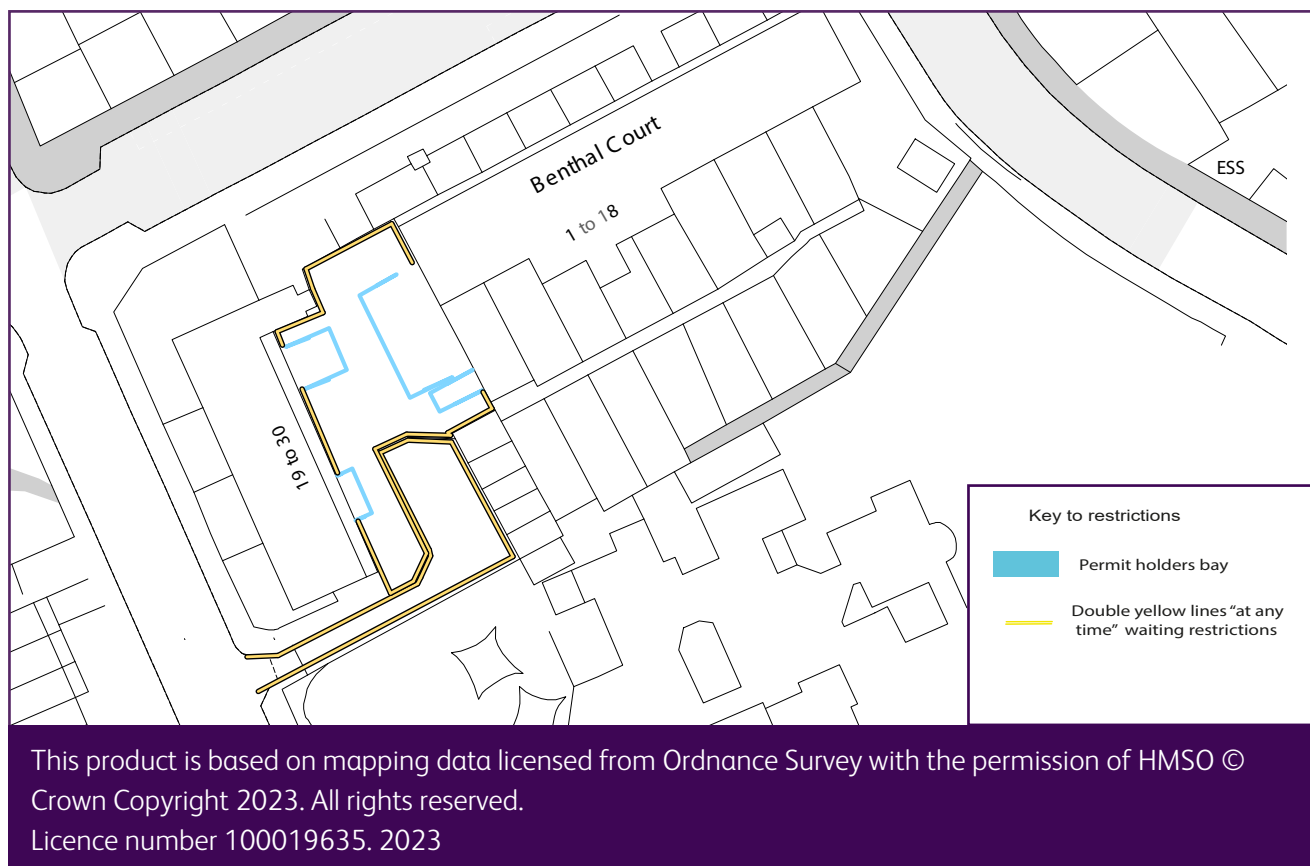 Benthal Court
1 to 18
ESS
19 to 30
Key to restrictions
Permit holders bay
Double yellow lines “at any
time” waiting restrictions
This product is based on mapping data licensed from Ordnance Survey with the permission of HMSO ©
Crown Copyright 2023. All rights reserved.
Licence number 100019635. 2023